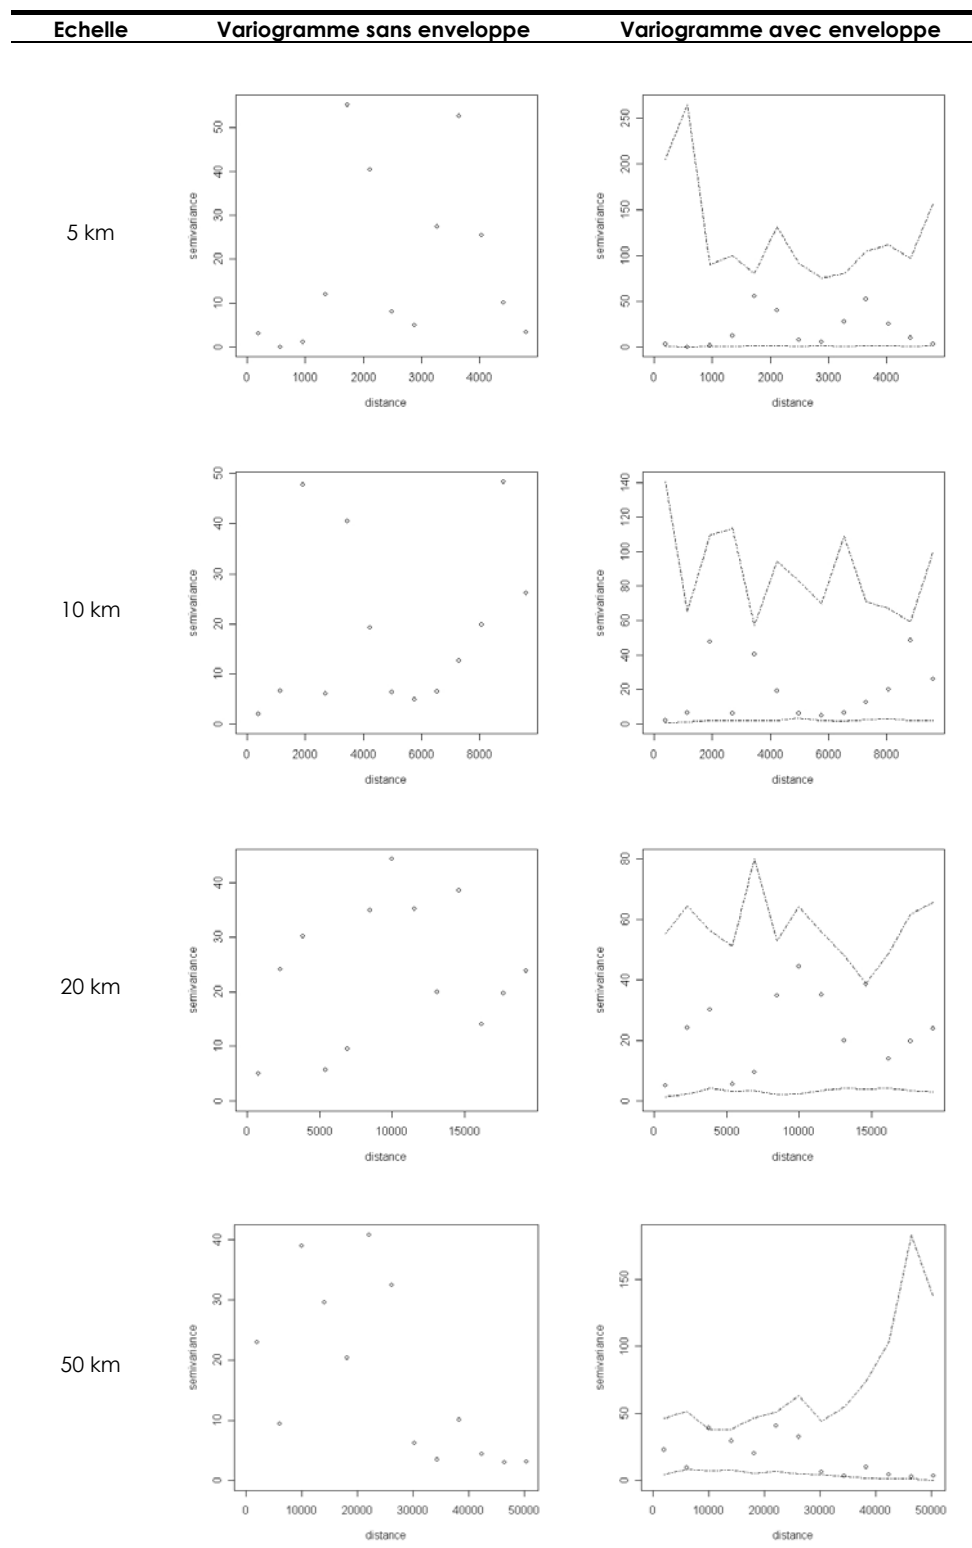 Echelle Variogramme sans enveloppe Variogramme avec enveloppe
5 km
semivariance
0 10 20 30 40 50
0 1000 2000 3000 4000
distance
semivariance
0 50 100 150 200 250
0 1000 2000 3000 4000
distance
10 km
semivariance
0 10 20 30 40 50
0 2000 4000 6000 8000
distance
semivariance
0 20 40 60 80 100 120 140
0 2000 4000 6000 8000
distance
20 km
semivariance
0 10 20 30 40
0 5000 10000 15000
distance
semivariance
0 20 40 60 80
0 5000 10000 15000
distance
50 km
semivariance
0 10 20 30 40
0 10000 20000 30000 40000 50000
distance
semivariance
0 50 100 150
0 10000 20000 30000 40000 50000
distance